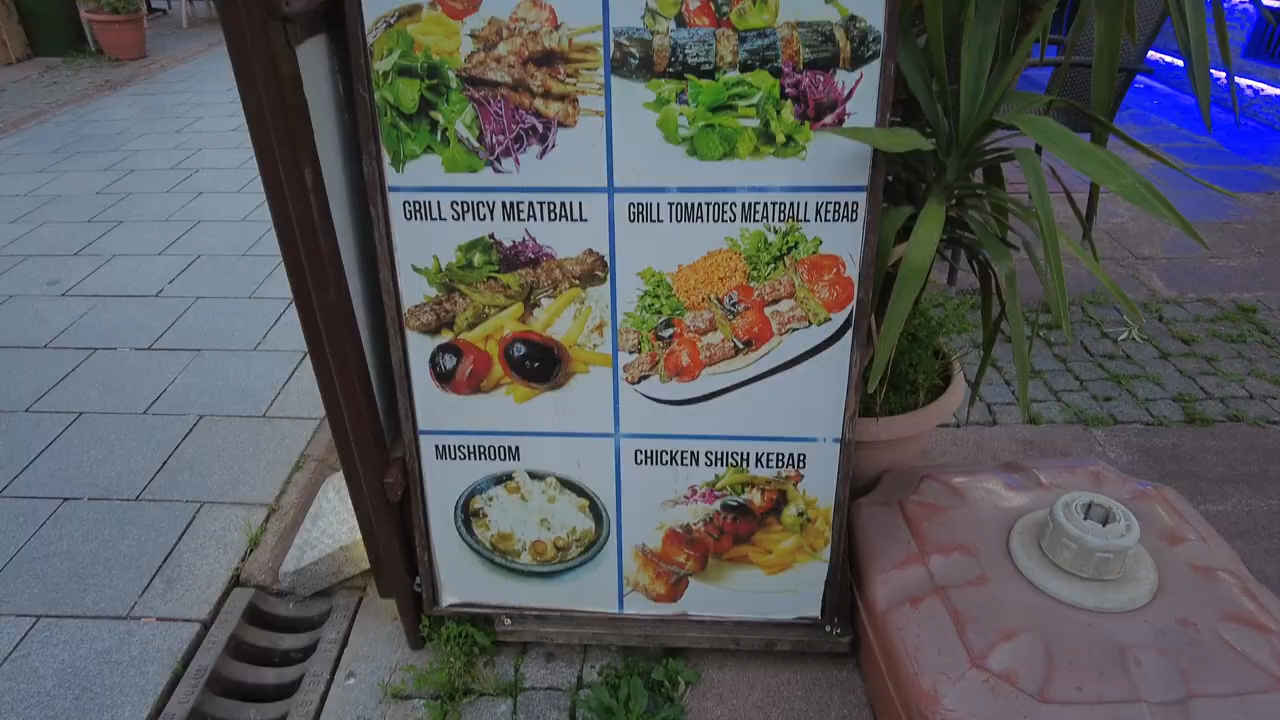 GRILL SPICY MEATBALL
GRILL TOMATOES MEATBALL KEBAB
MUSHROOM
CHICKEN SHISH KEBAB